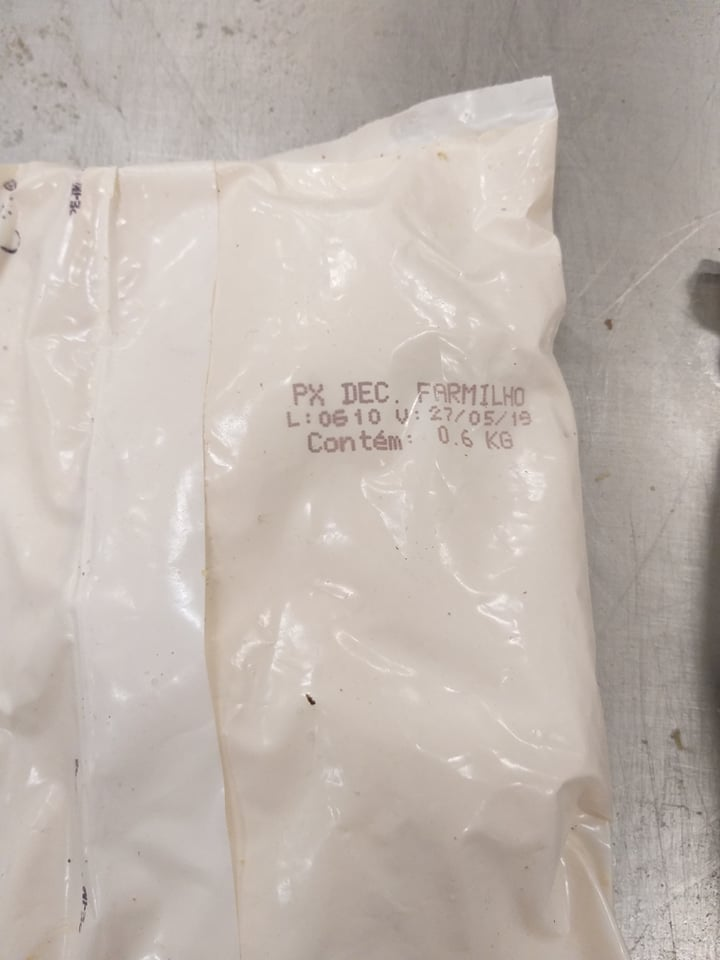 PX DEC. FARMILHO
L:0610 V: 27/05/19
Contém: 0.6 KG